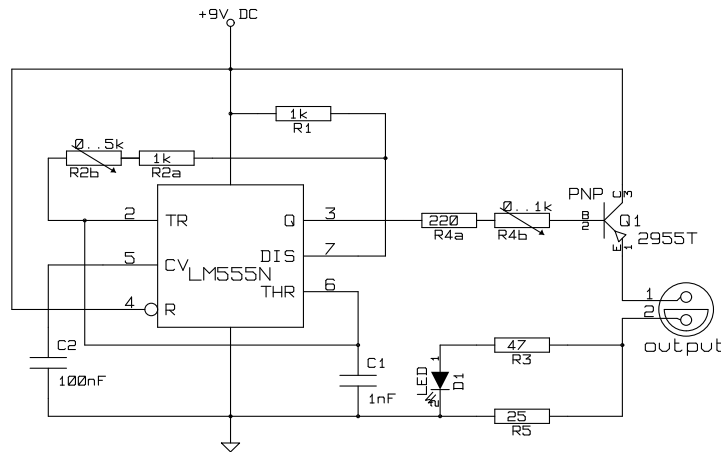 +9V DC
1k
R1
0..5k
1k
R2b
R2a
2
TR
Q
3
220
R4a
0..1k
R4b
PNP
C
3
B
2
Q1
2955T
E
1
5
CV
LM555N
DIS
7
THR
6
4
R
1
2
output
C2
100nF
C1
1nF
LED
1
2
D1
47
R3
25
R5